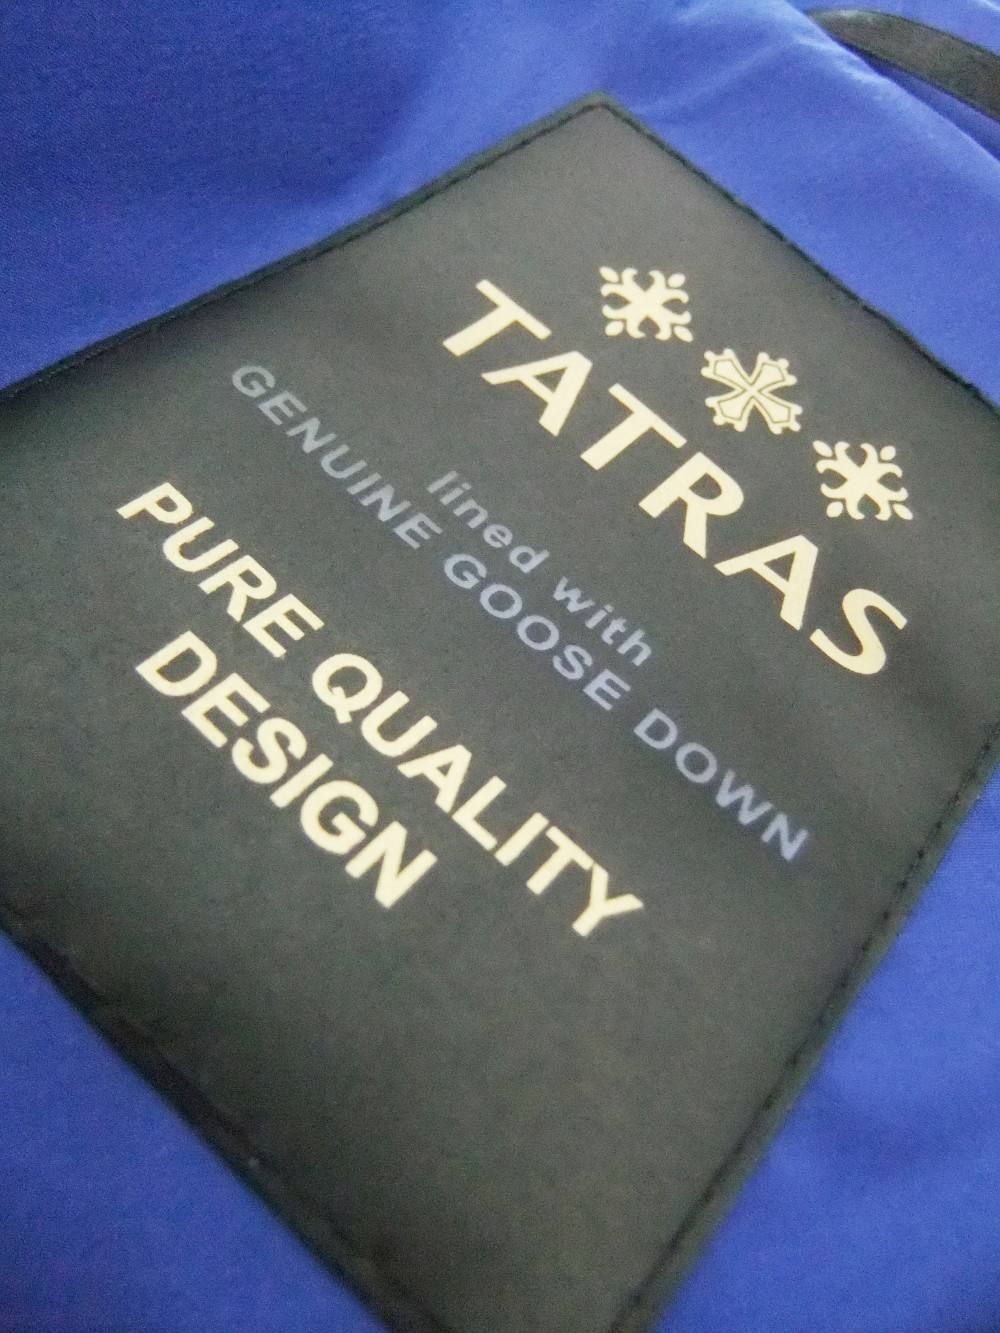 TATRAS
lined with
GENUINE GOOSE DOWN
PURE QUALITY
DESIGN